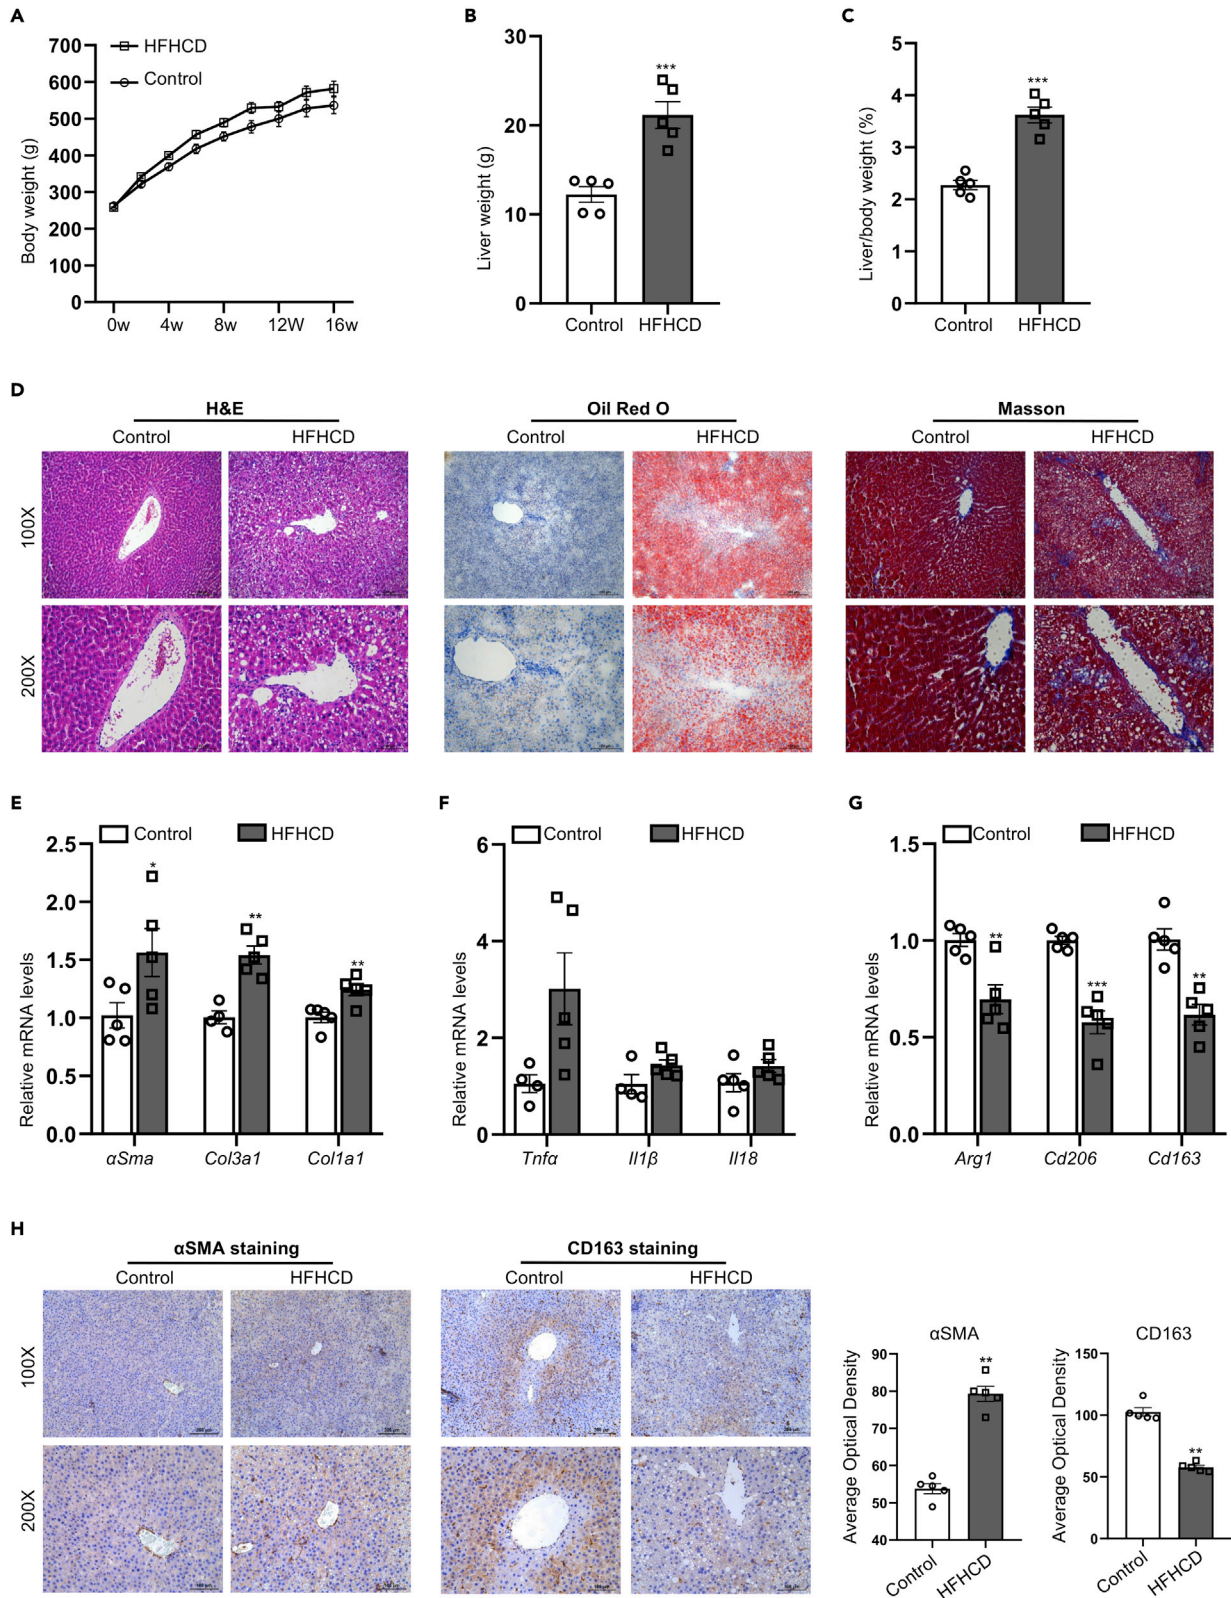 A
HFHCD
Control
Body weight (g)
700
600
500
400
300
200
100
0
0w 4w 8w 12W 16w
B
Liver weight (g)
30
20
10
0
***
Control HFHCD
C
Liver/body weight (%)
5
4
3
2
1
0
***
Control HFHCD
D
H&E Oil Red O Masson
Control HFHCD Control HFHCD Control HFHCD
100X
200X
E
Control HFHCD
Relative mRNA levels
2.5
2.0
1.5
1.0
0.5
0.0
* ** **
αSma Col3a1 Col1a1
F
Control HFHCD
Relative mRNA levels
6
4
2
0
Tnfα Il1β Il18
G
Control HFHCD
Relative mRNA levels
1.5
1.0
0.5
0.0
** *** **
Arg1 Cd206 Cd163
H
αSMA staining CD163 staining
Control HFHCD Control HFHCD
100X
200X
αSMA
Average Optical Density
90
80
70
60
50
40
**
Control HFHCD
CD163
Average Optical Density
150
100
50
0
**
Control HFHCD